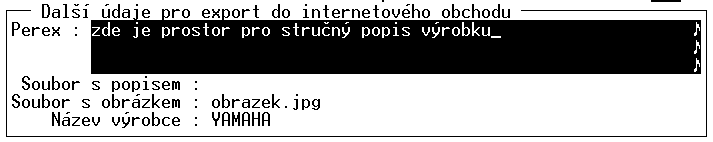 Další údaje pro export do internetového obchodu
Perex : zde je prostor pro stručný popis výrobku_ ♪
♪
♪
Soubor s popisem :
Soubor s obrázkem : obrazek.jpg
Název výrobce : YAMAHA